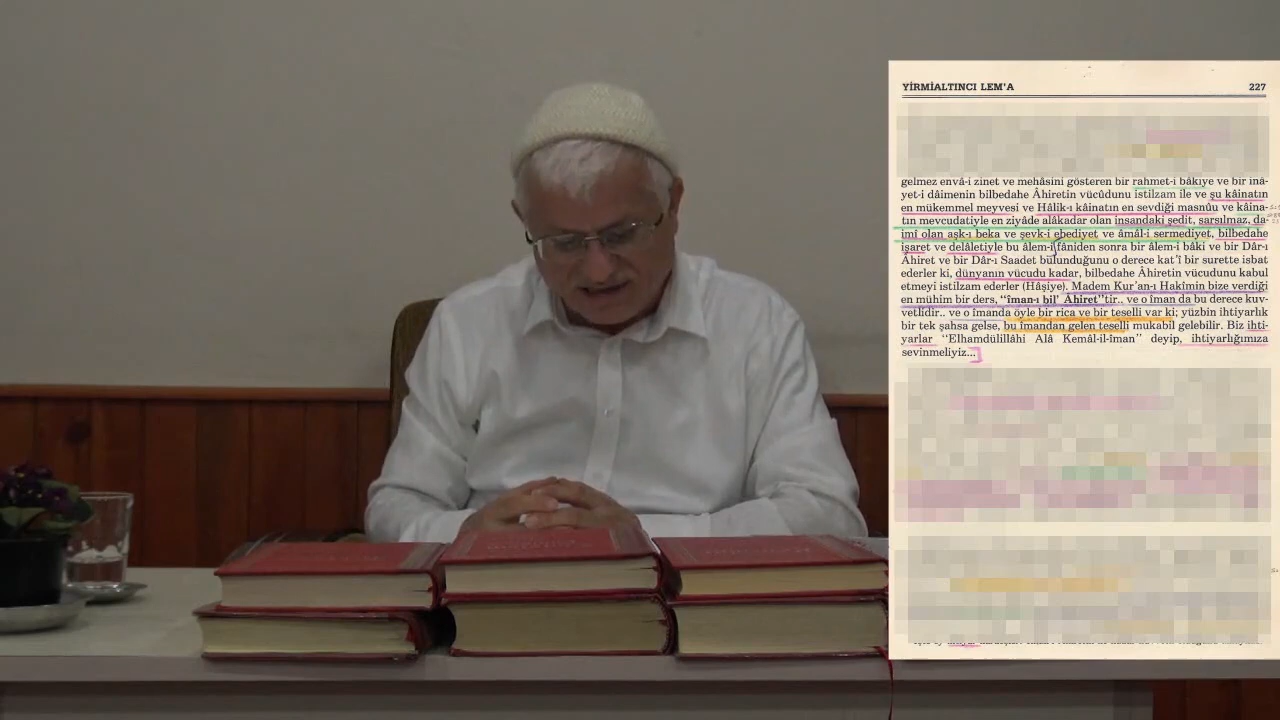 YİRMİALTINCI LEM'A 227
gelmez envâ-i zinet ve mehâsini gösteren bir rahmet-i bâkiye ve bir inâ-
yet-i dâimenin bilbedahe Âhiretin vücûdunu istilzam ile ve şu kâinatın
en mükemmel meyvesi ve Hâlik-ı kâinatın en sevdiği masnûu ve kâina-
tın mevcudatiyle en ziyâde alâkadar olan insandaki şedit, sarsılmaz, da-
imî olan aşk-ı beka ve şevk-i ebediyet ve âmâl-i sermediyet, bilbedahe
işaret ve delâletiyle bu âlem-i fâniden sonra bir âlem-i bâki ve bir Dâr-ı
Âhiret ve bir Dâr-ı Saadet bulunduğunu o derece kat'î bir surette isbat
ederler ki, dünyanın vücudu kadar, bilbedahe Âhiretin vücudunu kabul
etmeyi istilzam ederler (Hâşiye). Madem Kur'an-ı Hakîmin bize verdiği
en mühim bir ders, "îman-ı bil' Âhiret"tir.. ve o îman da bu derece kuv-
vetlidir.. ve o îmanda öyle bir rica ve bir teselli var ki; yüzbin ihtiyarlık
bir tek şahsa gelse, bu îmandan gelen teselli mukabil gelebilir. Biz ihti-
yarlar "Elhamdülillâhi Alâ Kemâl-il-îman" deyip, ihtiyarlığımıza
sevinmeliyiz...